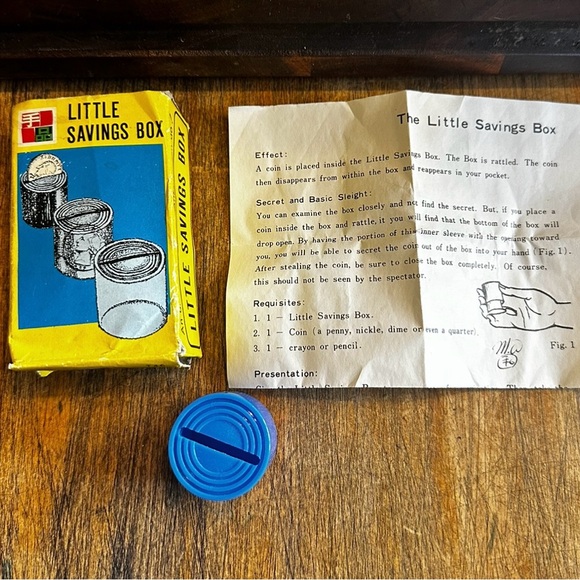 手品
LITTLE
SAVINGS BOX
LITTLE SAVINGS BOX
The Little Savings Box
Effect:
A coin is placed inside the Little Savings Box. The Box is rattled. The coin
then disappears from within the box and reappears in your pocket.
Secret and Basic Sleight:
You can examine the box closely and not find the secret. But, if you place a
coin inside the box and rattle, it you will find that the bottom of the box will
drop open. By having the portion of the inner sleeve with the opening toward
you, you will be able to secret the coin out of the box into your hand (Fig. 1).
After stealing the coin, be sure to close the box completely. Of course,
this should not be seen by the spectator.
Requisites:
1. 1 — Little Savings Box.
2. 1 — Coin (a penny, nickle, dime or even a quarter).
3. 1 — crayon or pencil.
Fig. 1
Presentation: